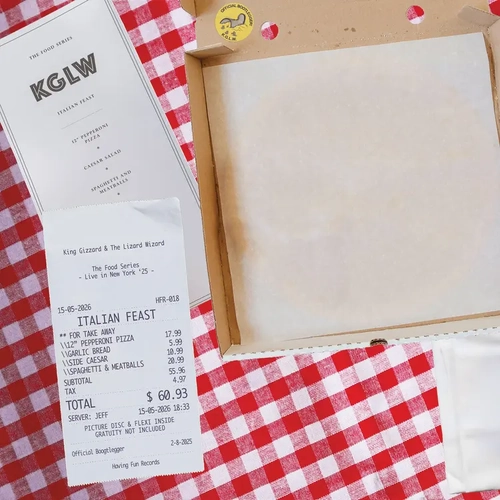 THE FOOD SERIES
KGLW
ITALIAN FEAST
12" PEPPERONI
PIZZA
CAESAR SALAD
SPAGHETTI AND
MEATBALLS
King Gizzard & The Lizard Wizard
The Food Series
- Live in New York '25 -
15-05-2026 HFR-018
ITALIAN FEAST
** FOR TAKE AWAY
\\12" PEPPERONI PIZZA 17.99
\\GARLIC BREAD 5.99
\\SIDE CAESAR 10.99
\\SPAGHETTI & MEATBALLS 20.99
SUBTOTAL 55.96
TAX 4.97
TOTAL $ 60.93
SERVER: JEFF 15-05-2026 18:33
PICTURE DISC & FLEXI INSIDE
GRATUITY NOT INCLUDED
Official Bootlegger 2-8-2025
Having Fun Records
OFFICIAL BOOTLEGGER
KGLW